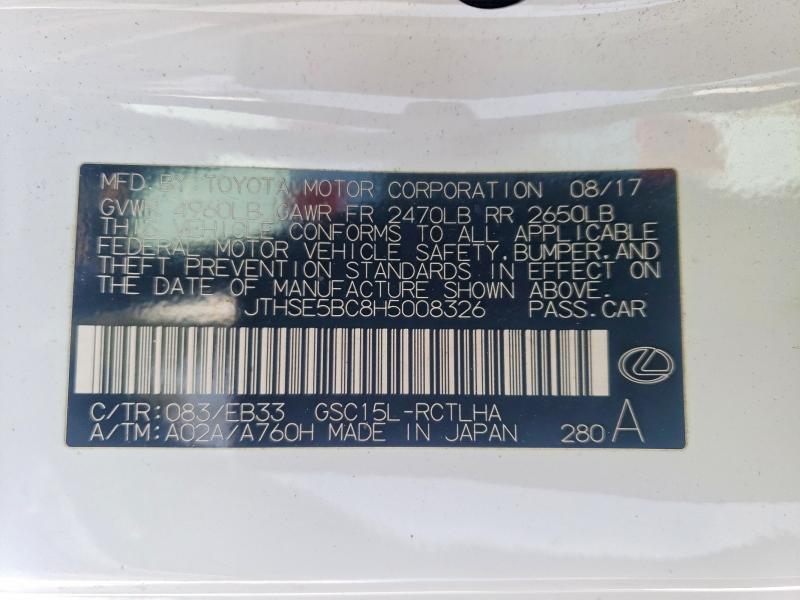 MFD. BY TOYOTA MOTOR CORPORATION 08/17
GVWR 4960LB GAWR FR 2470LB RR 2650LB
THIS VEHICLE CONFORMS TO ALL APPLICABLE
FEDERAL MOTOR VEHICLE SAFETY.BUMPER.AND
THEFT PREVENTION STANDARDS IN EFFECT ON
THE DATE OF MANUFACTURE SHOWN ABOVE.
JTHSE5BC8H5008326 PASS.CAR
C/TR:083/EB33 GSC15L-RCTLHA
A/TM:A02A/A760H MADE IN JAPAN 280 A